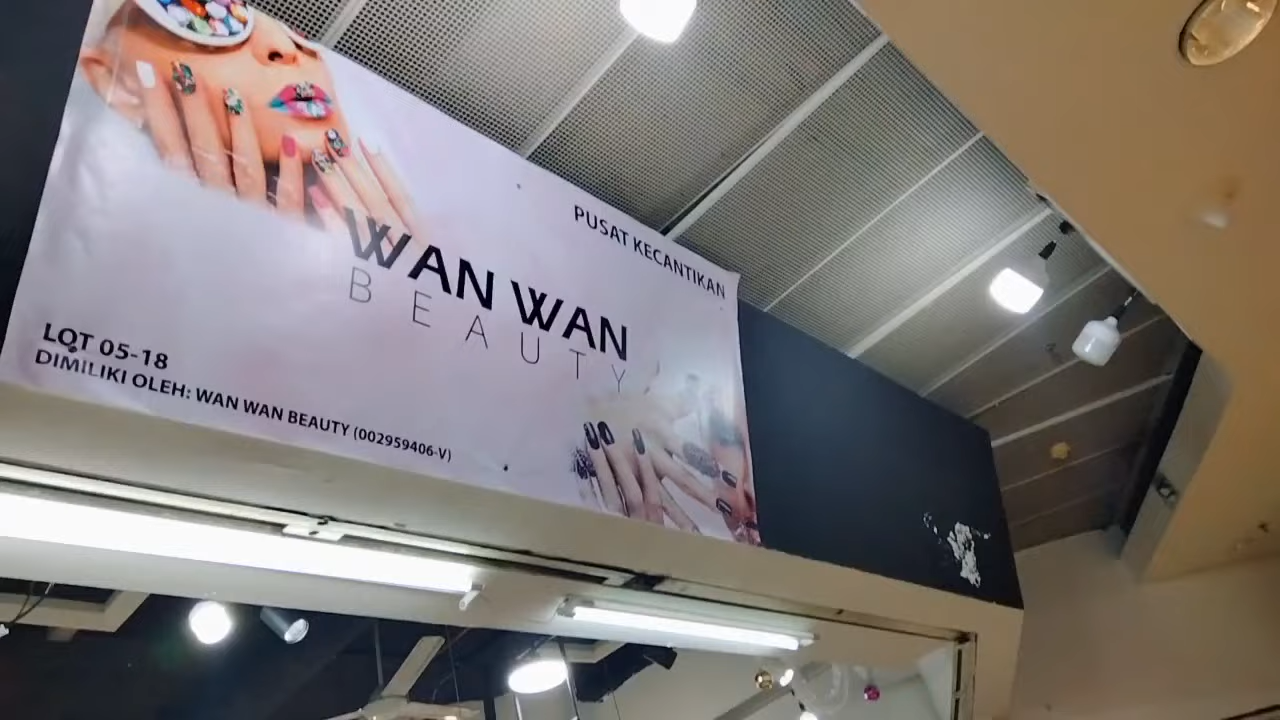 PUSAT KECANTIKAN
WAN WAN
BEAUTY
LOT 05-18
DIMILIKI OLEH: WAN WAN BEAUTY (002959406-V)